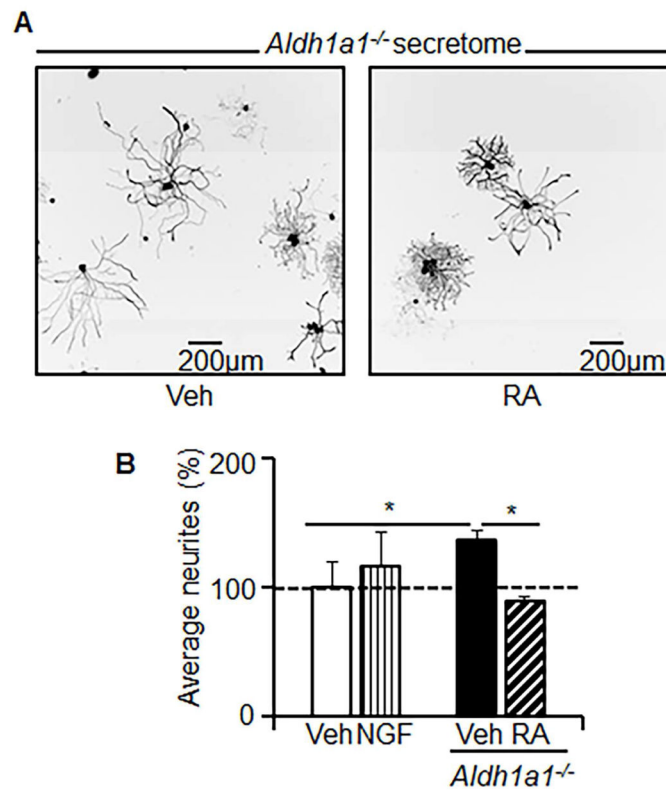 A
Aldh1a1-/- secretome
200µm
200µm
Veh
RA
B
Average neurites (%)
200
100
0
*
*
Veh NGF
Veh RA
Aldh1a1-/-